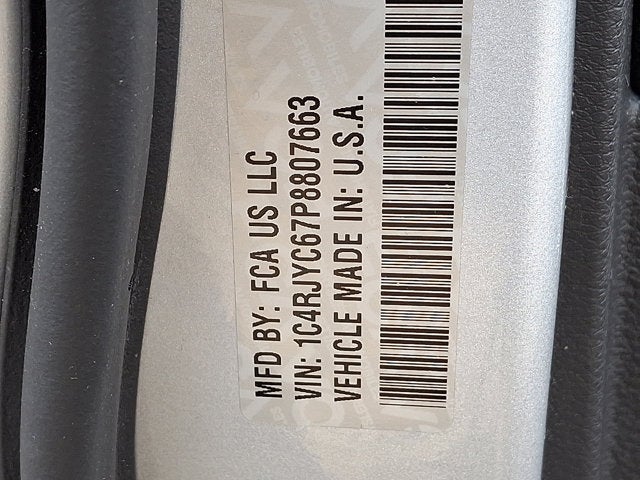 MFD BY: FCA US LLC
VIN: 1C4RJYC67P8807663
VEHICLE MADE IN: U.S.A.